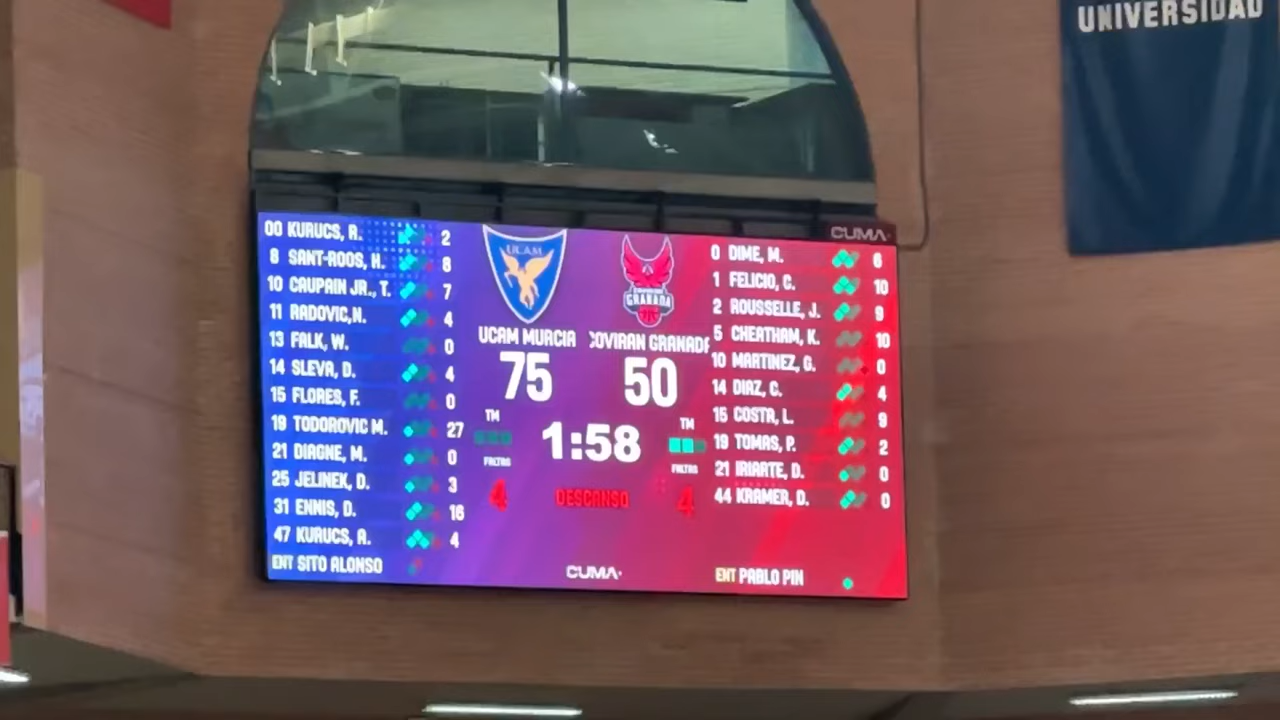 UNIVERSIDAD
CUMA
00 KURUCS, R. 2
8 SANT-ROOS, H. 8
10 CAUPAIN JR., T. 7
11 RADOVIC,N. 4
13 FALK, W. 0
14 SLEVA, D. 4
15 FLORES, F. 0
19 TODOROVIC M. 27
21 DIAGNE, M. 0
25 JELINEK, D. 3
31 ENNIS, D. 16
47 KURUCS, A. 4
ENT SITO ALONSO
UCAM
UCAM MURCIA
75
GRANADA
COVIRAN GRANADA
50
TM
1:58
TM
FALTAS
4
DESCANSO
FALTAS
4
CUMA
0 DIME, M. 6
1 FELICIO, C. 10
2 ROUSSELLE, J. 9
5 CHEATHAM, K. 10
10 MARTINEZ, G. 0
14 DIAZ, C. 4
15 COSTA, L. 9
19 TOMAS, P. 2
21 IRIARTE, D. 0
44 KRAMER, D. 0
ENT PABLO PIN